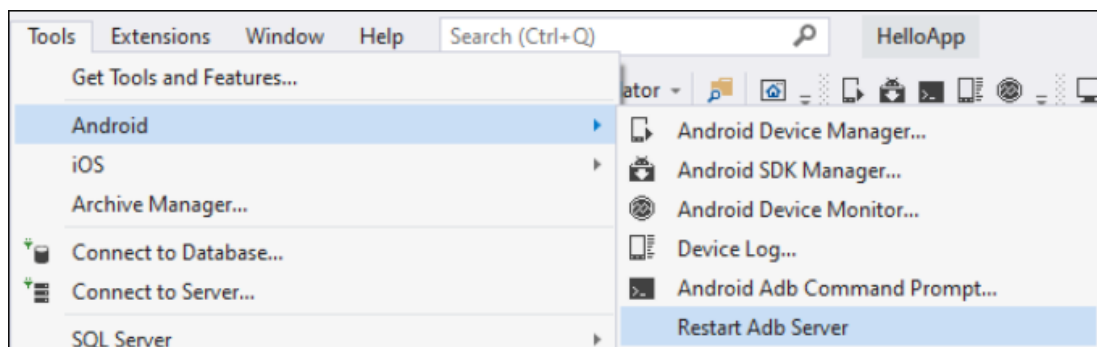 Tools Extensions Window Help Search (Ctrl+Q) HelloApp
Get Tools and Features...
ator
Android
iOS
Archive Manager...
Connect to Database...
Connect to Server...
SQL Server
Android Device Manager...
Android SDK Manager...
Android Device Monitor...
Device Log...
Android Adb Command Prompt...
Restart Adb Server